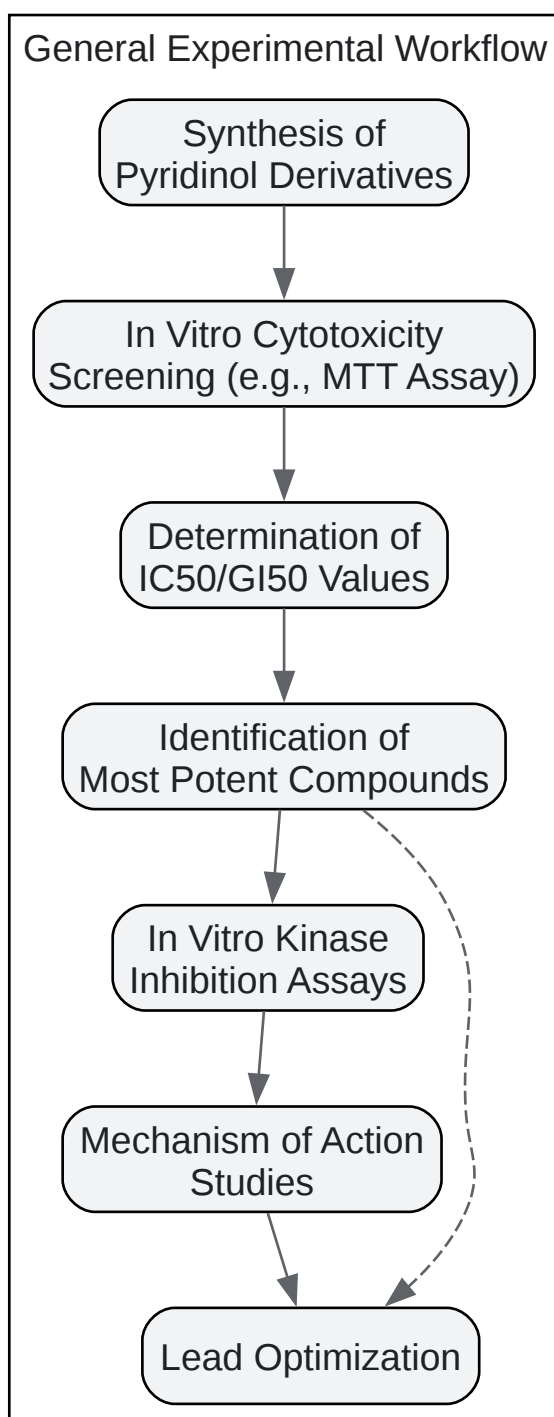 General Experimental Workflow
Synthesis of
Pyridinol Derivatives
In Vitro Cytotoxicity
Screening (e.g., MTT Assay)
Determination of
IC50/GI50 Values
Identification of
Most Potent Compounds
In Vitro Kinase
Inhibition Assays
Mechanism of Action
Studies
Lead Optimization